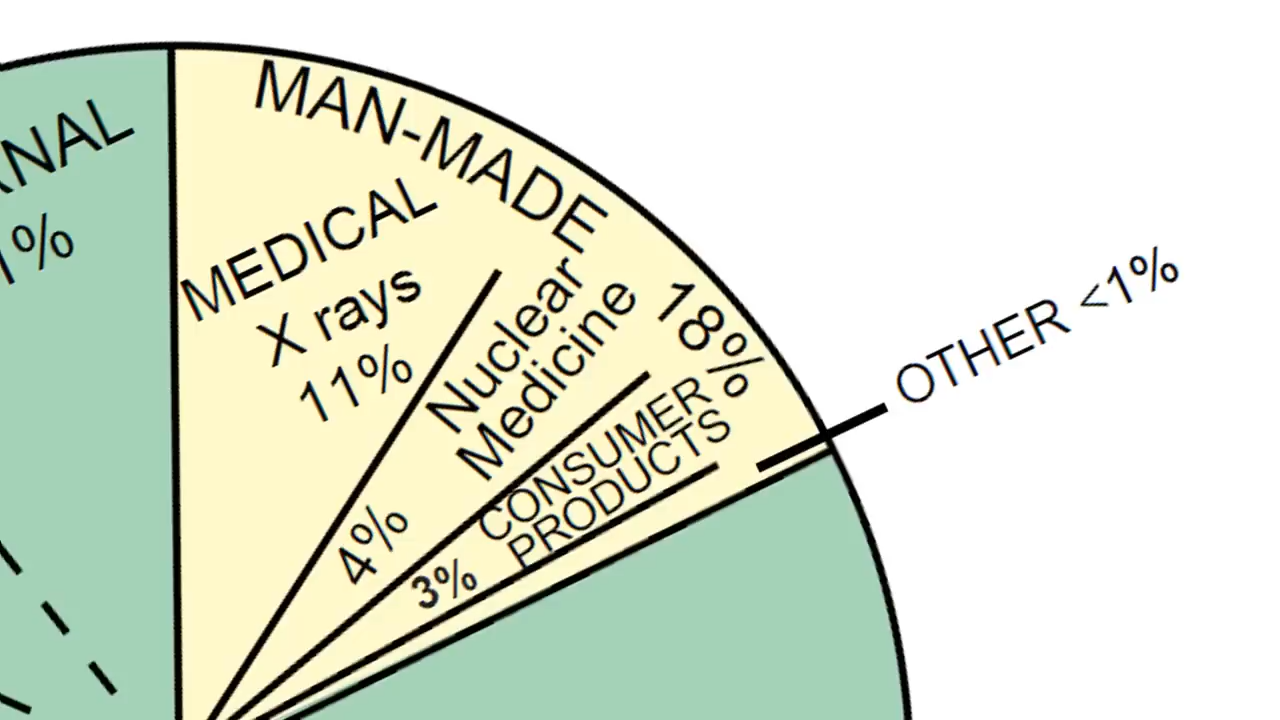 MAN-MADE
18%
MEDICAL
X rays
11%
Nuclear
Medicine
4%
CONSUMER
PRODUCTS
3%
OTHER <1%